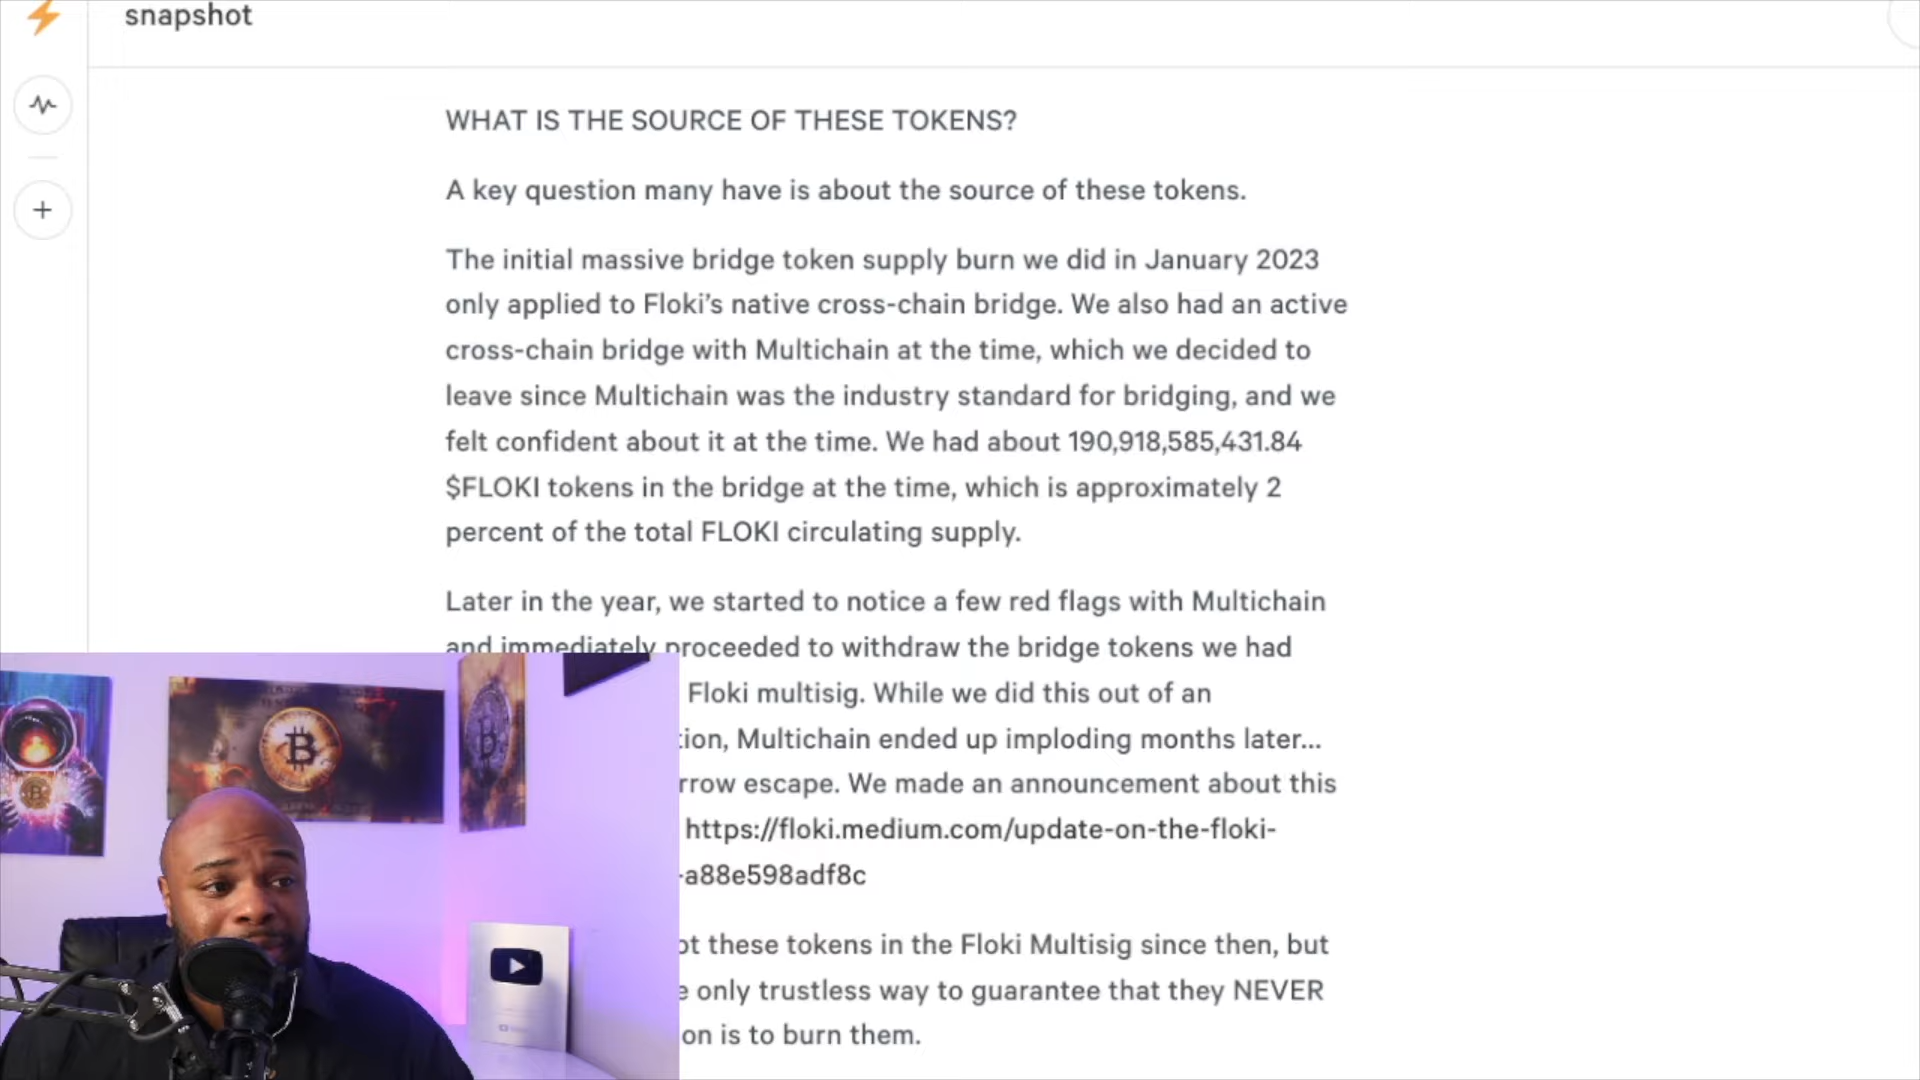 snapshot
WHAT IS THE SOURCE OF THESE TOKENS?
A key question many have is about the source of these tokens.
The initial massive bridge token supply burn we did in January 2023
only applied to Floki’s native cross-chain bridge. We also had an active
cross-chain bridge with Multichain at the time, which we decided to
leave since Multichain was the industry standard for bridging, and we
felt confident about it at the time. We had about 190,918,585,431.84
$FLOKI tokens in the bridge at the time, which is approximately 2
percent of the total FLOKI circulating supply.
Later in the year, we started to notice a few red flags with Multichain
and immediately proceeded to withdraw the bridge tokens we had
Floki multisig. While we did this out of an
tion, Multichain ended up imploding months later...
rrow escape. We made an announcement about this
https://floki.medium.com/update-on-the-floki-
-a88e598adf8c
these tokens in the Floki Multisig since then, but
only trustless way to guarantee that they NEVER
on is to burn them.